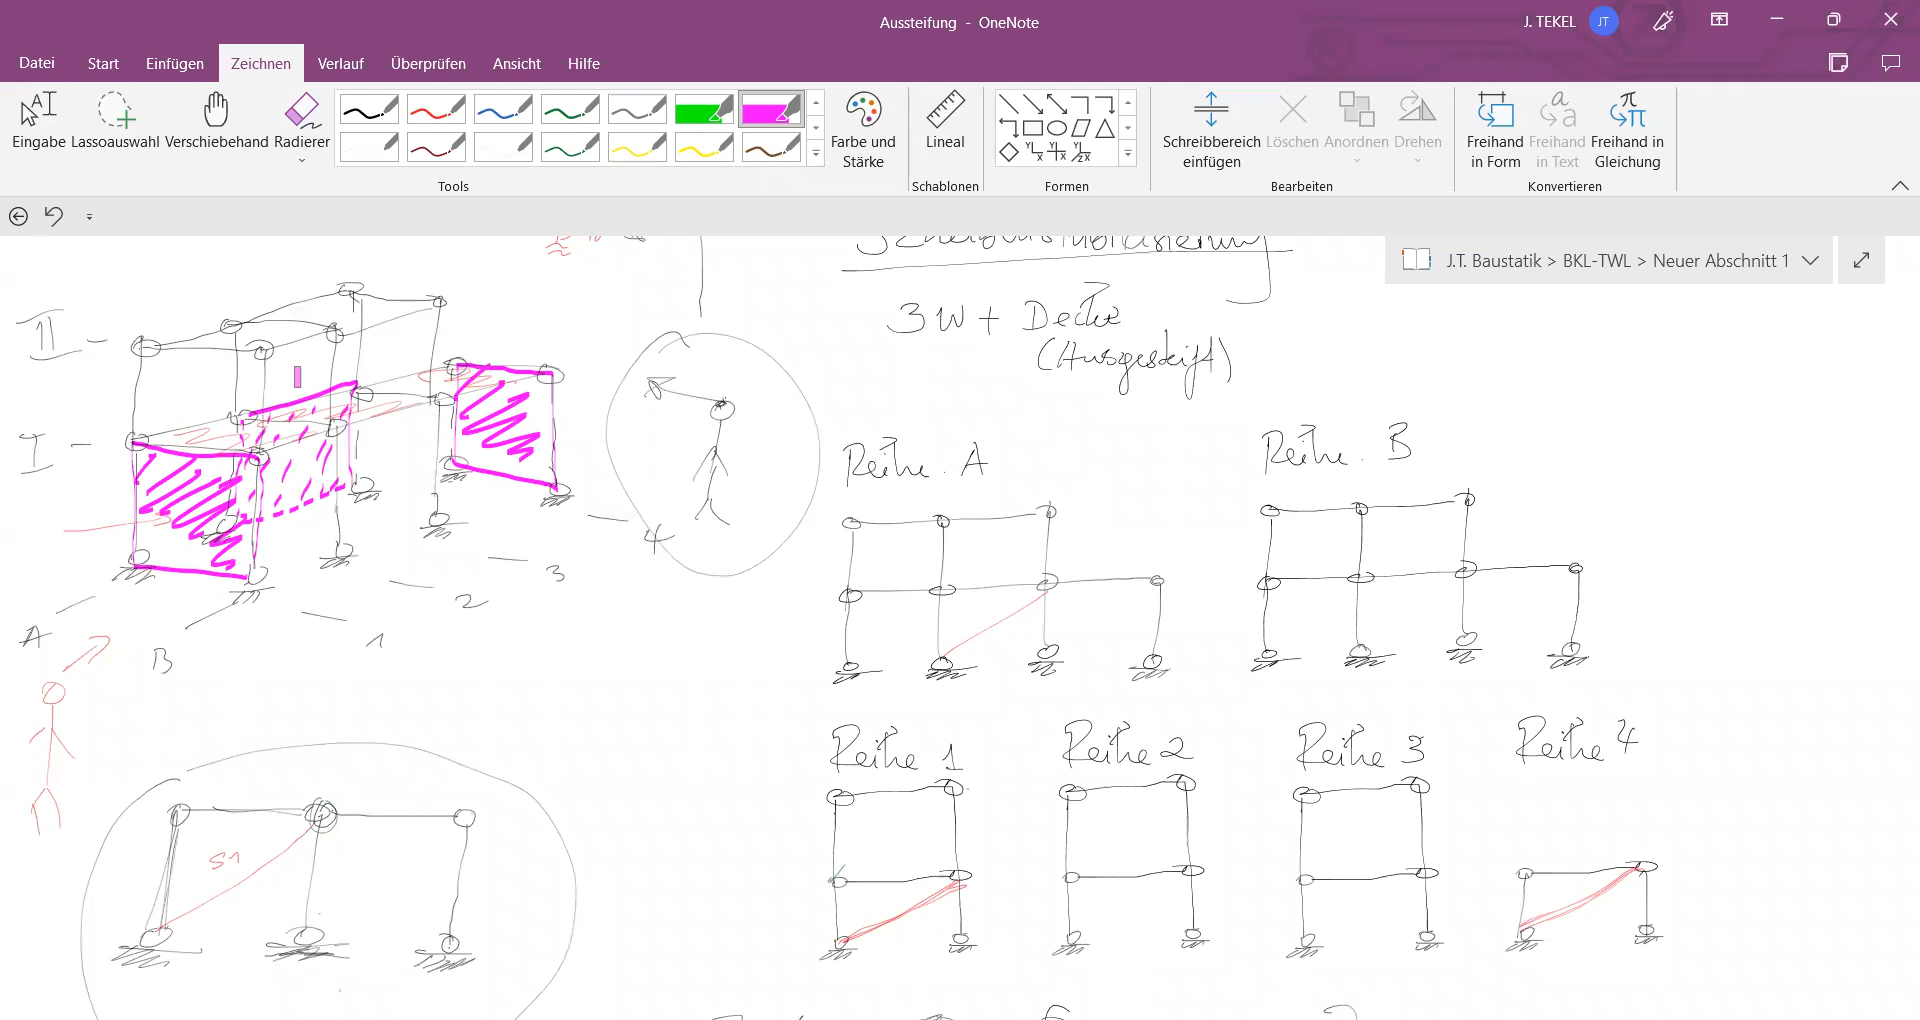 Aussteifung - OneNote
J. TEKEL
JT
Datei
Start
Einfügen
Zeichnen
Verlauf
Überprüfen
Ansicht
Hilfe
Eingabe
Lassoauswahl
Verschiebehand
Radierer
Farbe und
Stärke
Lineal
Schreibbereich
einfügen
Löschen
Anordnen
Drehen
Freihand
in Form
Freihand
in Text
Freihand in
Gleichung
Tools
Schablonen
Formen
Bearbeiten
Konvertieren
J.T. Baustatik > BKL-TWL > Neuer Abschnitt 1
3W + Decke
(Ausgesteift)
II
I
A
B
1
2
3
4
Reihe A
Reihe B
Reihe 1
Reihe 2
Reihe 3
Reihe 4
S1